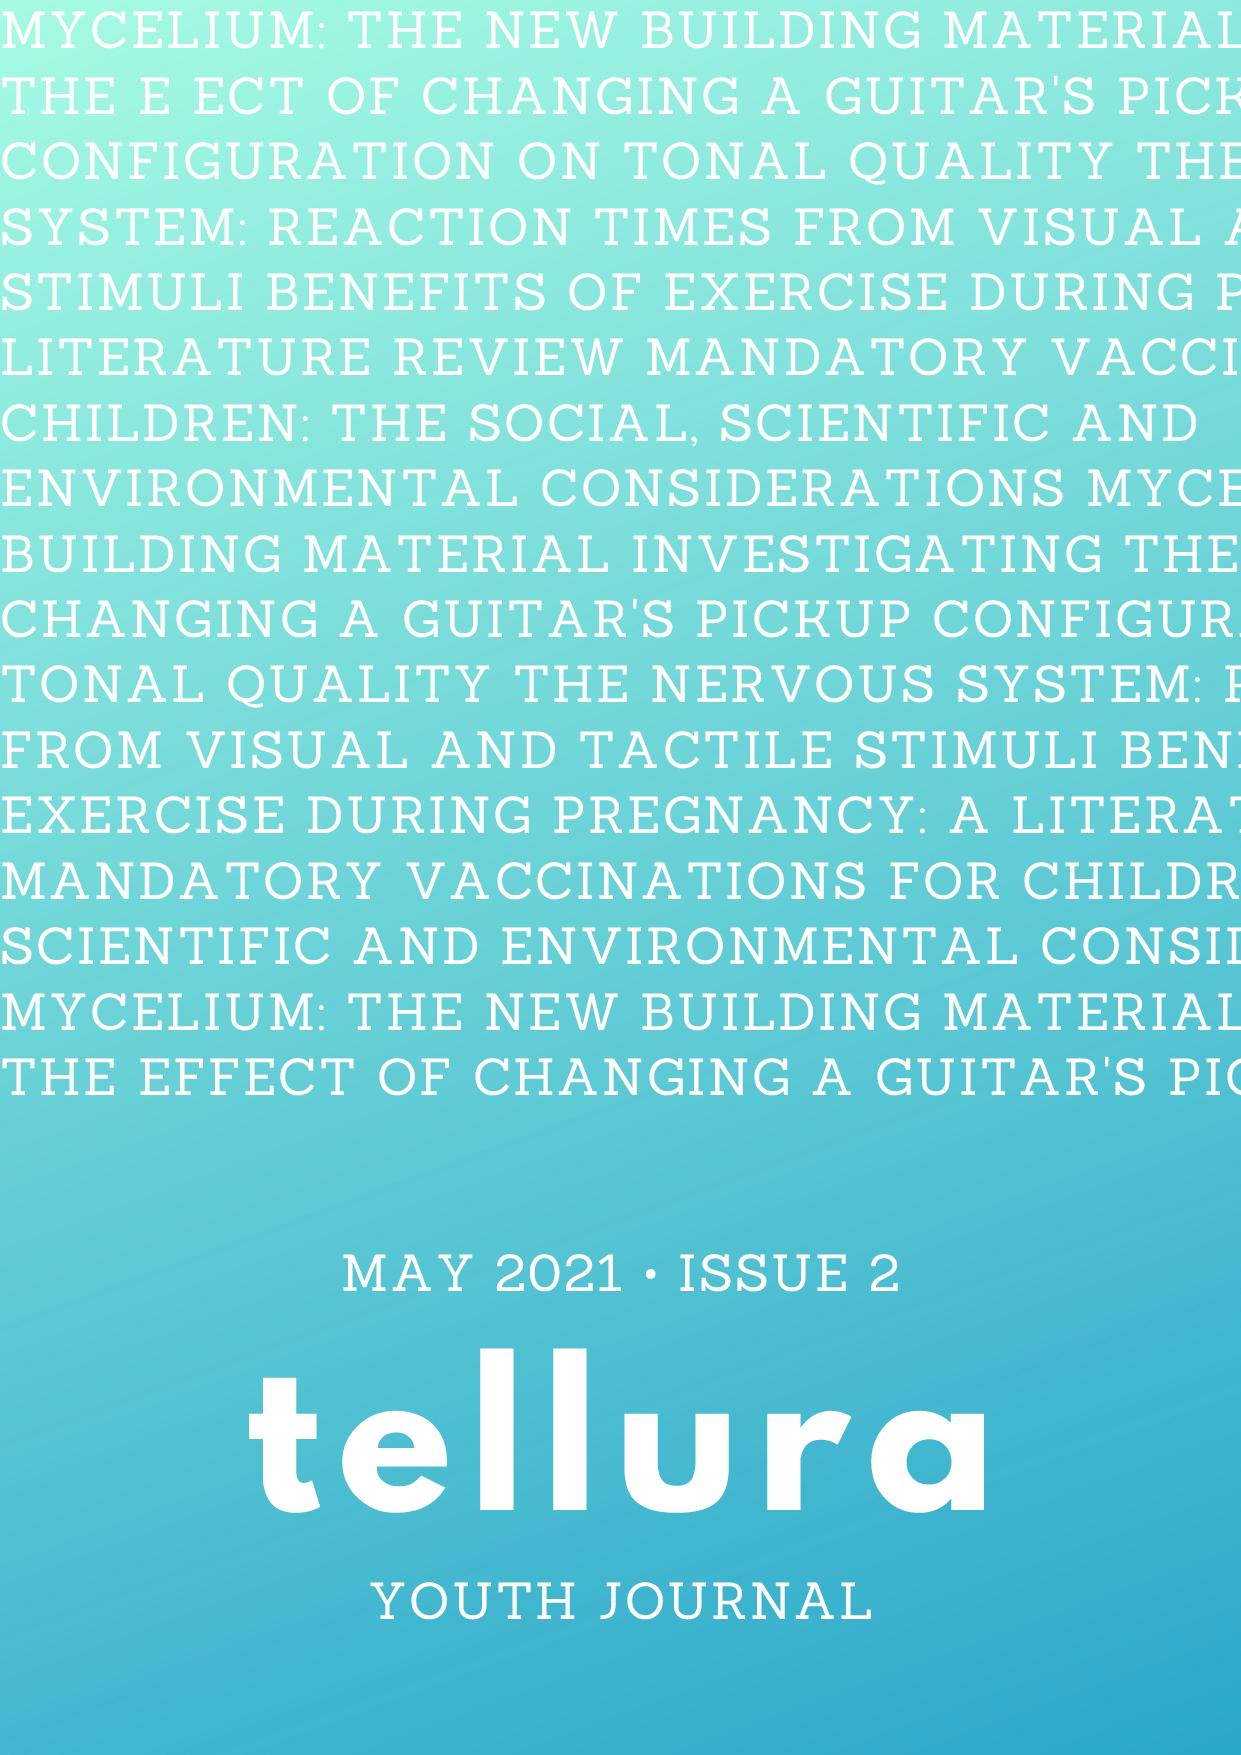 MYCELIUM: THE NEW BUILDING MATERIAL
THE E ECT OF CHANGING A GUITAR'S PICK
CONFIGURATION ON TONAL QUALITY THE
SYSTEM: REACTION TIMES FROM VISUAL A
STIMULI BENEFITS OF EXERCISE DURING P
LITERATURE REVIEW MANDATORY VACCI
CHILDREN: THE SOCIAL, SCIENTIFIC AND
ENVIRONMENTAL CONSIDERATIONS MYCE
BUILDING MATERIAL INVESTIGATING THE
CHANGING A GUITAR'S PICKUP CONFIGUR
TONAL QUALITY THE NERVOUS SYSTEM: R
FROM VISUAL AND TACTILE STIMULI BEN
EXERCISE DURING PREGNANCY: A LITERAT
MANDATORY VACCINATIONS FOR CHILDR
SCIENTIFIC AND ENVIRONMENTAL CONSID
MYCELIUM: THE NEW BUILDING MATERIAL
THE EFFECT OF CHANGING A GUITAR'S PIC
MAY 2021 • ISSUE 2
tellura
YOUTH JOURNAL